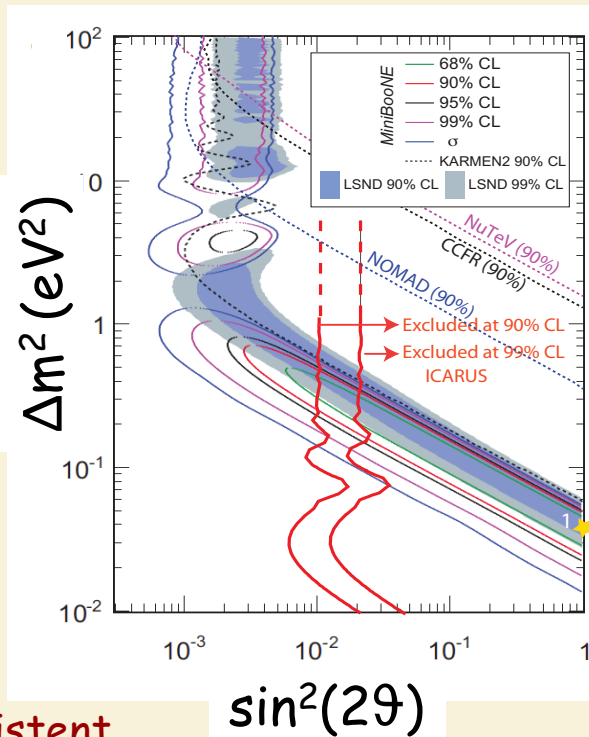 10²
0
1
10⁻¹
10⁻²
Δm² (eV²)
MiniBooNE
68% CL
90% CL
95% CL
99% CL
σ
KARMEN2 90% CL
LSND 90% CL
LSND 99% CL
NuTeV (90%)
CCFR (90%)
NOMAD (90%)
Excluded at 90% CL
Excluded at 99% CL
ICARUS
1
10⁻³
10⁻²
10⁻¹
1
sin²(2ϑ)
istent